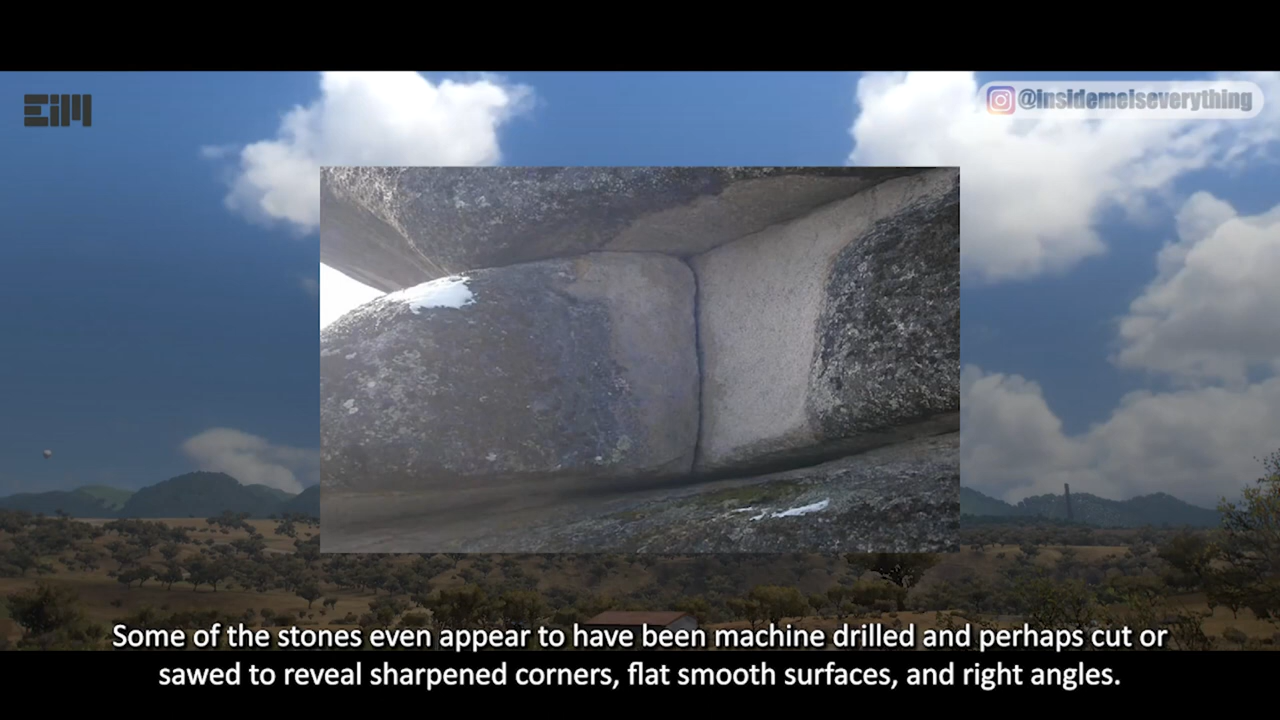 EIM
@insidemeiseverything
Some of the stones even appear to have been machine drilled and perhaps cut or
sawed to reveal sharpened corners, flat smooth surfaces, and right angles.